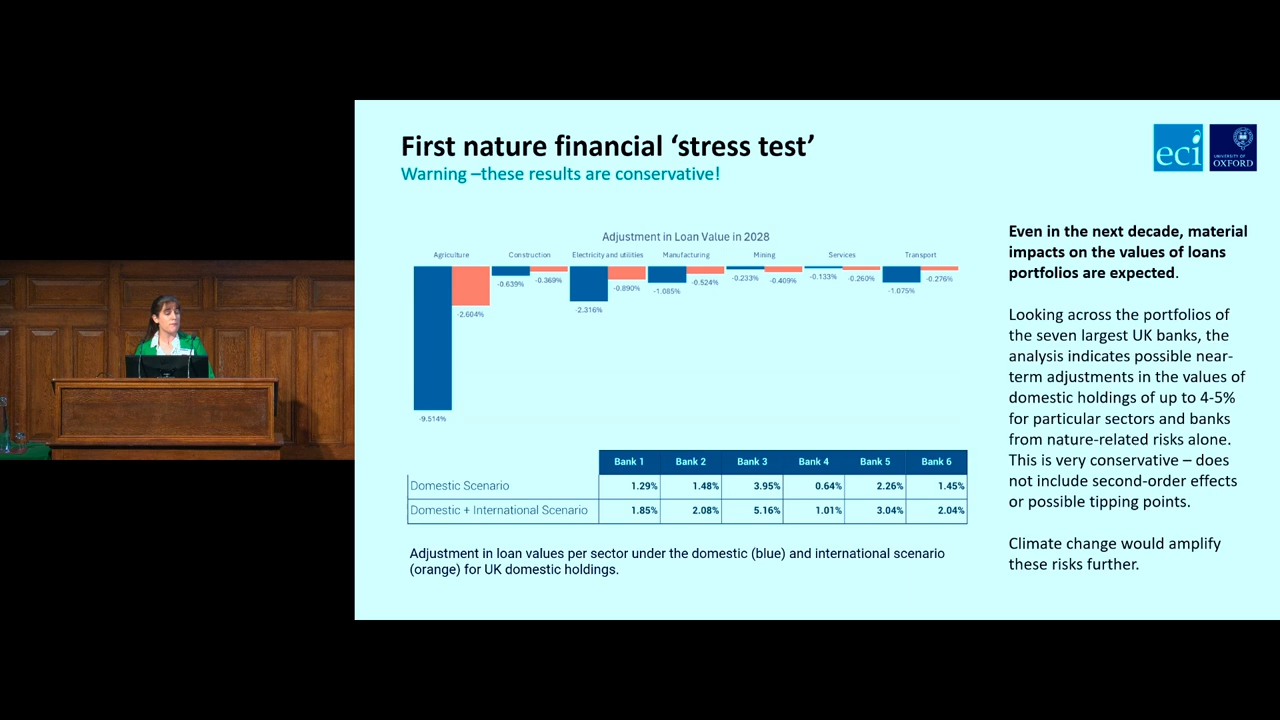 First nature financial ‘stress test’
Warning –these results are conservative!
eci
UNIVERSITY OF
OXFORD
Adjustment in Loan Value in 2028
Agriculture Construction Electricity and utilities Manufacturing Mining Services Transport
-9.514% -2.604% -0.639% -0.369% -2.316% -0.890% -1.085% -0.524% -0.233% -0.409% -0.133% -0.260% -1.075% -0.276%
Bank 1 Bank 2 Bank 3 Bank 4 Bank 5 Bank 6
Domestic Scenario 1.29% 1.48% 3.95% 0.64% 2.26% 1.45%
Domestic + International Scenario 1.85% 2.08% 5.16% 1.01% 3.04% 2.04%
Adjustment in loan values per sector under the domestic (blue) and international scenario
(orange) for UK domestic holdings.
Even in the next decade, material
impacts on the values of loans
portfolios are expected.
Looking across the portfolios of
the seven largest UK banks, the
analysis indicates possible near-
term adjustments in the values of
domestic holdings of up to 4-5%
for particular sectors and banks
from nature-related risks alone.
This is very conservative – does
not include second-order effects
or possible tipping points.
Climate change would amplify
these risks further.